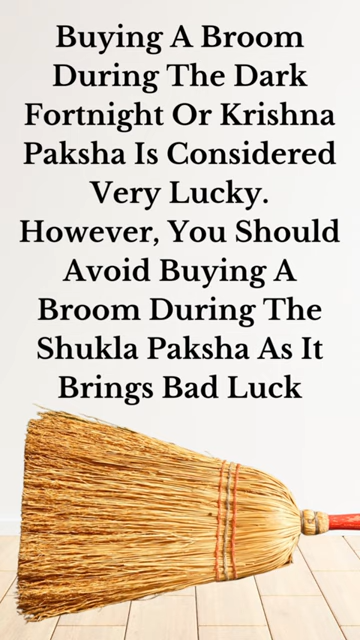 Buying A Broom
During The Dark
Fortnight Or Krishna
Paksha Is Considered
Very Lucky.
However, You Should
Avoid Buying A
Broom During The
Shukla Paksha As It
Brings Bad Luck